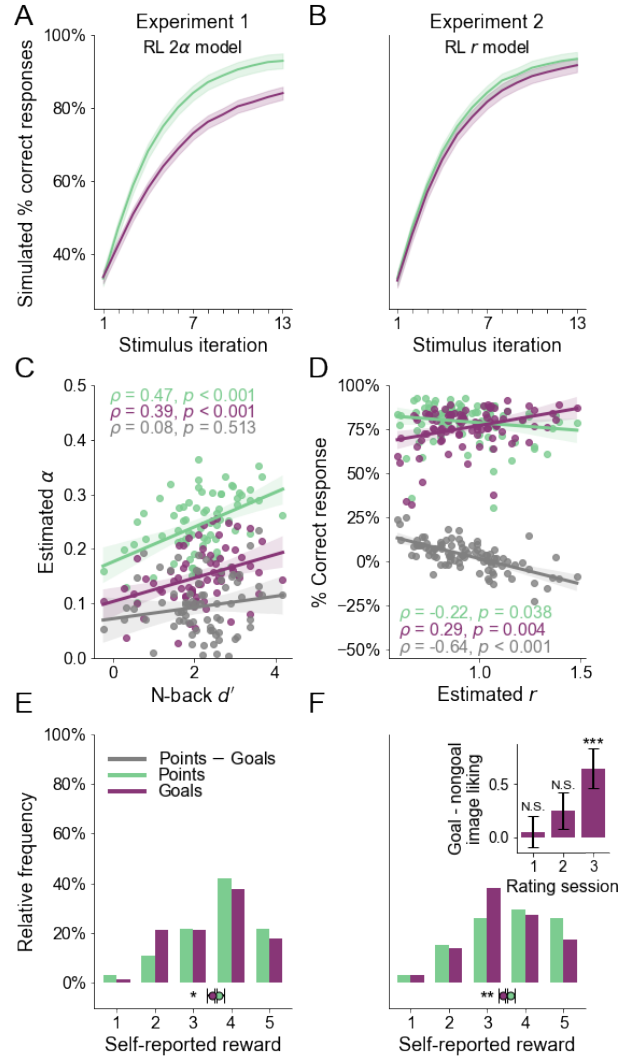 A
Experiment 1
RL 2α model
100%
80%
60%
40%
Simulated % correct responses
1 7 13
Stimulus iteration
B
Experiment 2
RL r model
1 7 13
Stimulus iteration
C
ρ = 0.47, p < 0.001
ρ = 0.39, p < 0.001
ρ = 0.08, p = 0.513
0.5
0.4
0.3
0.2
0.1
0.0
Estimated α
0 2 4
N-back d′
D
100%
75%
50%
25%
0%
−25%
−50%
% Correct response
ρ = -0.22, p = 0.038
ρ = 0.29, p = 0.004
ρ = -0.64, p < 0.001
1.0 1.5
Estimated r
E
100%
80%
60%
40%
20%
0%
Relative frequency
Points − Goals
Points
Goals
*
1 2 3 4 5
Self-reported reward
F
Goal - nongoal
image liking
0.5
0.0
N.S. N.S. ***
1 2 3
Rating session
**
1 2 3 4 5
Self-reported reward